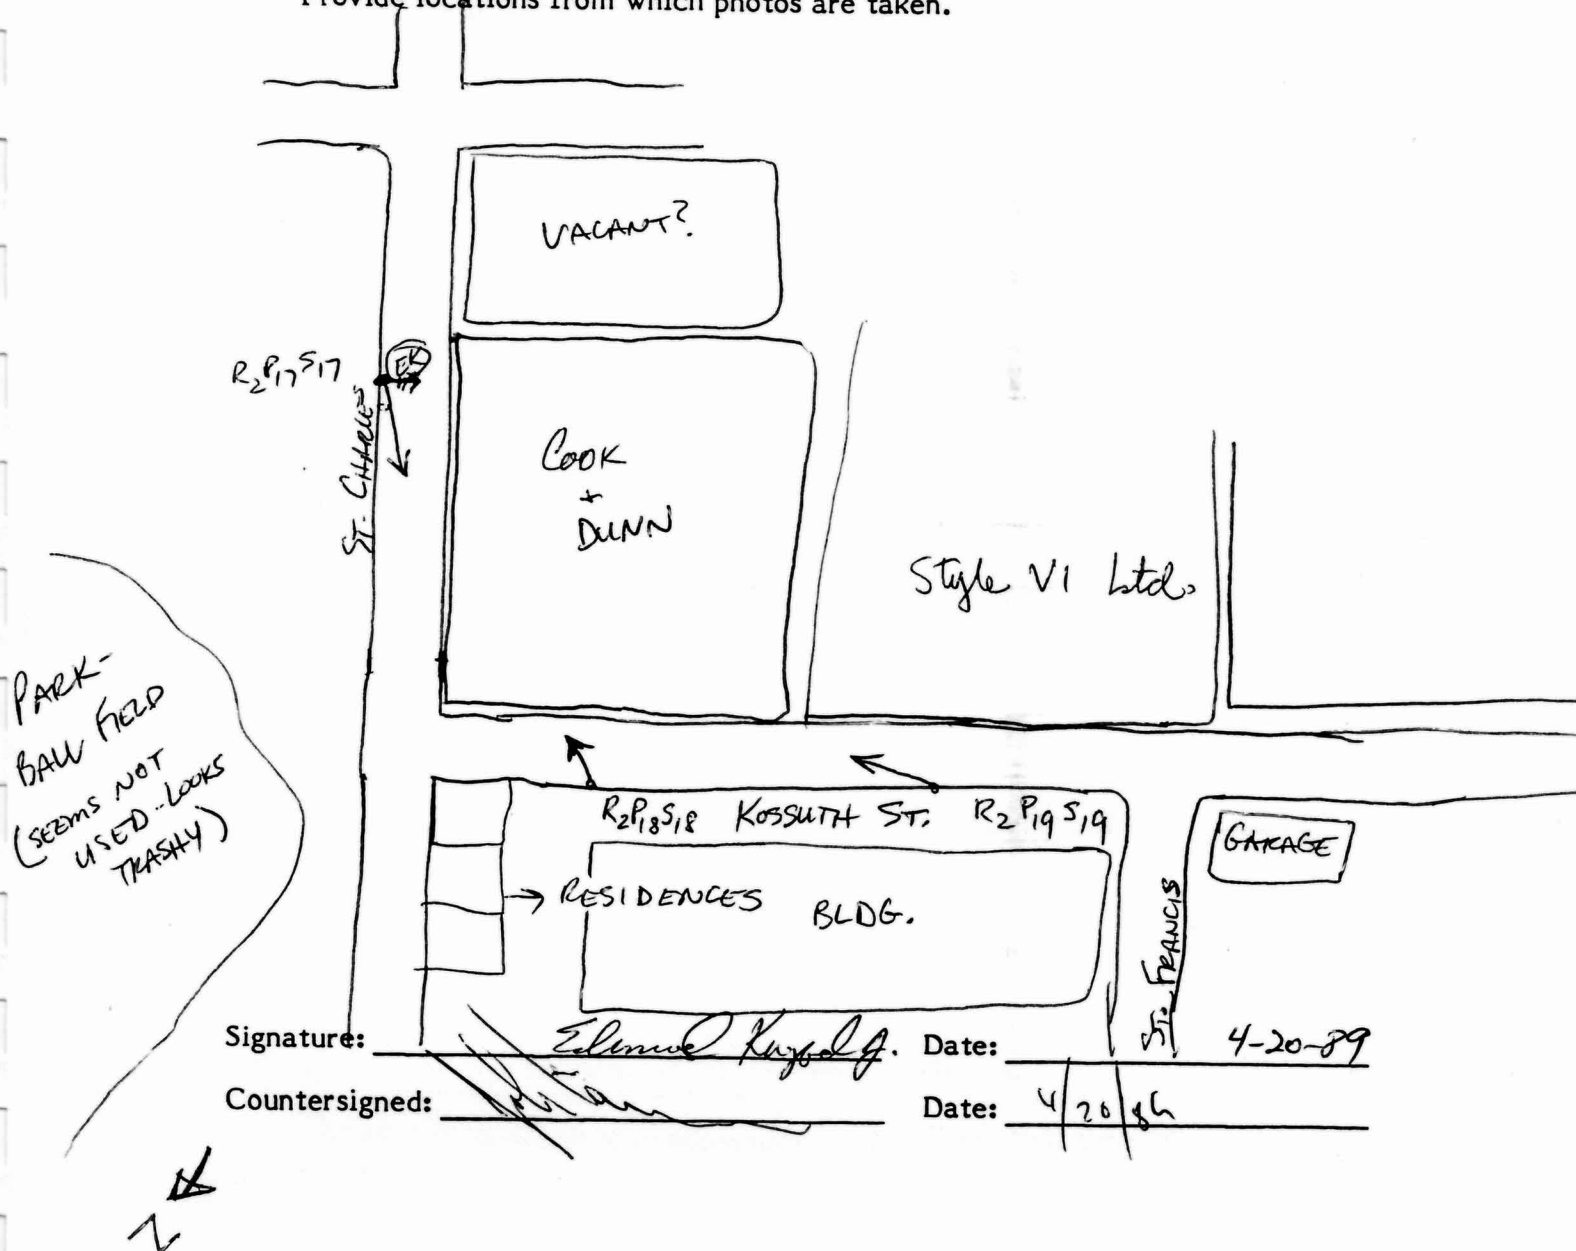 Provide locations from which photos are taken.
VACANT?
R2P17S17
EK
ST. CHARLES
COOK
+
DUNN
Style VI Ltd.
PARK-
BALL FIELD
(SEEMS NOT
USED..LOOKS
TRASHY)
R2P18S18 KOSSUTH ST. R2P19S19
GARAGE
→ RESIDENCES
BLDG.
ST. FRANCIS
Signature: Date: 4-20-89
Countersigned: Date: 4/20/89
N